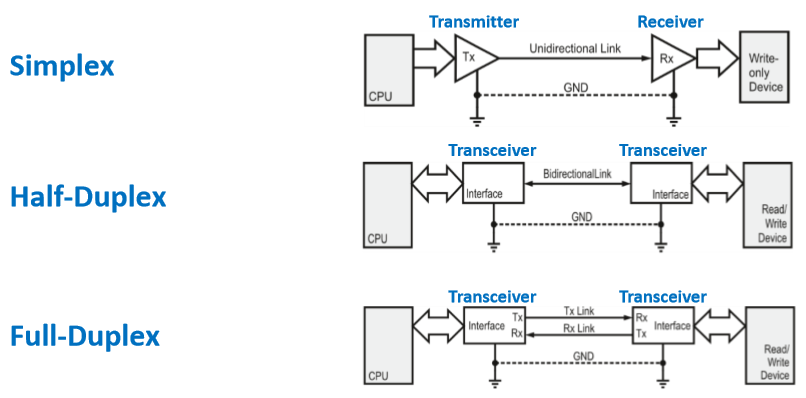 Simplex
Transmitter
Receiver
CPU
Tx
Unidirectional Link
Rx
Write-
only
Device
GND
Half-Duplex
Transceiver
Transceiver
CPU
Interface
BidirectionalLink
Interface
Read/
Write
Device
GND
Full-Duplex
Transceiver
Transceiver
CPU
Interface
Tx
Rx
Tx Link
Rx Link
Rx
Tx
Interface
Read/
Write
Device
GND